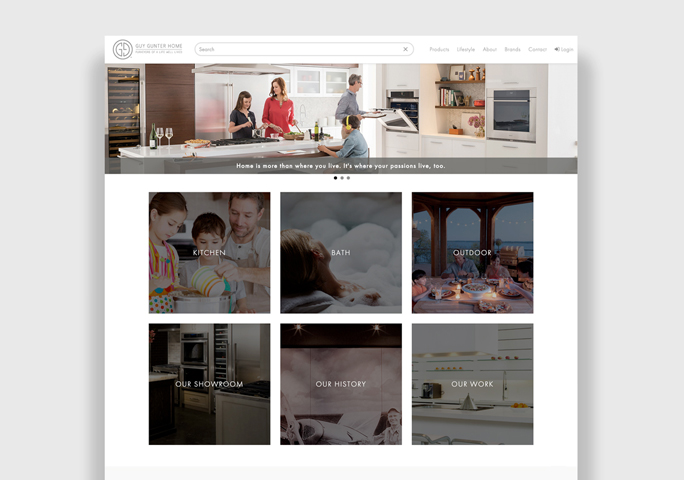 GUY GUNTER HOME
Search
Products
Lifestyle
About
Brands
Contact
Login
Home is more than where you live. It's where your passions live, too.
KITCHEN
BATH
OUTDOOR
OUR SHOWROOM
OUR HISTORY
OUR WORK